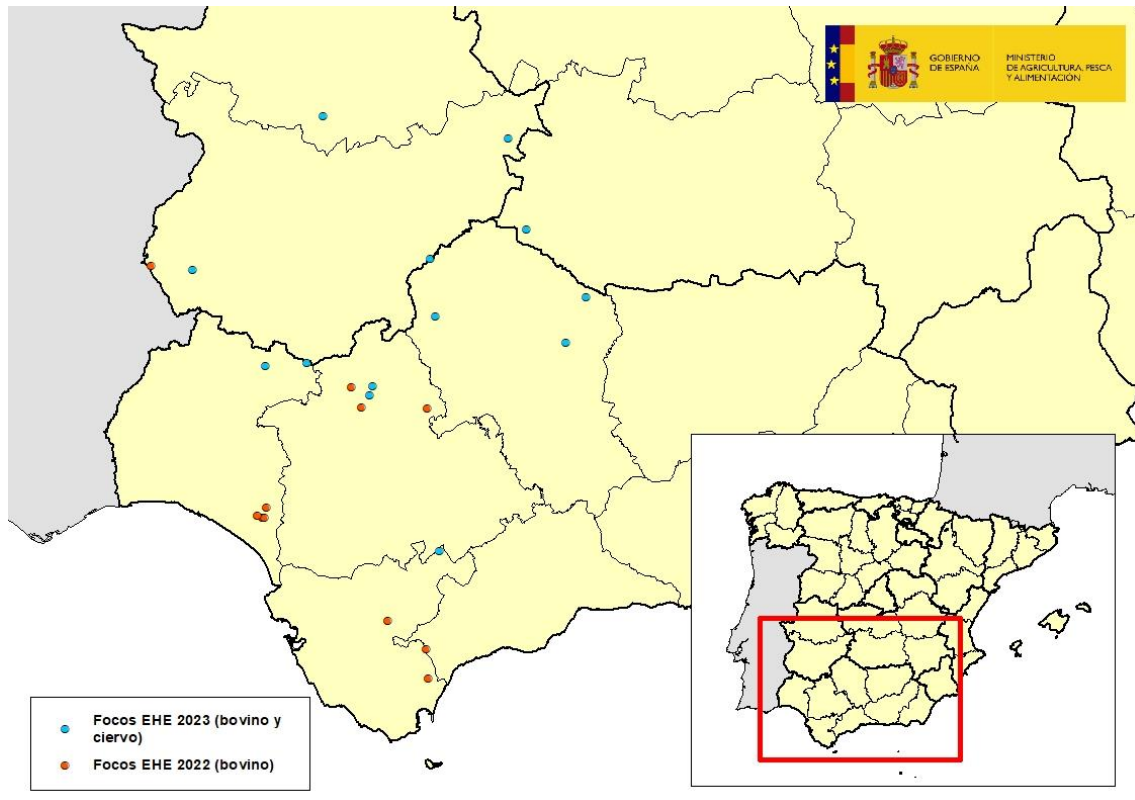 GOBIERNO
DE ESPAÑA
MINISTERIO
DE AGRICULTURA, PESCA
Y ALIMENTACIÓN
Focos EHE 2023 (bovino y
ciervo)
Focos EHE 2022 (bovino)